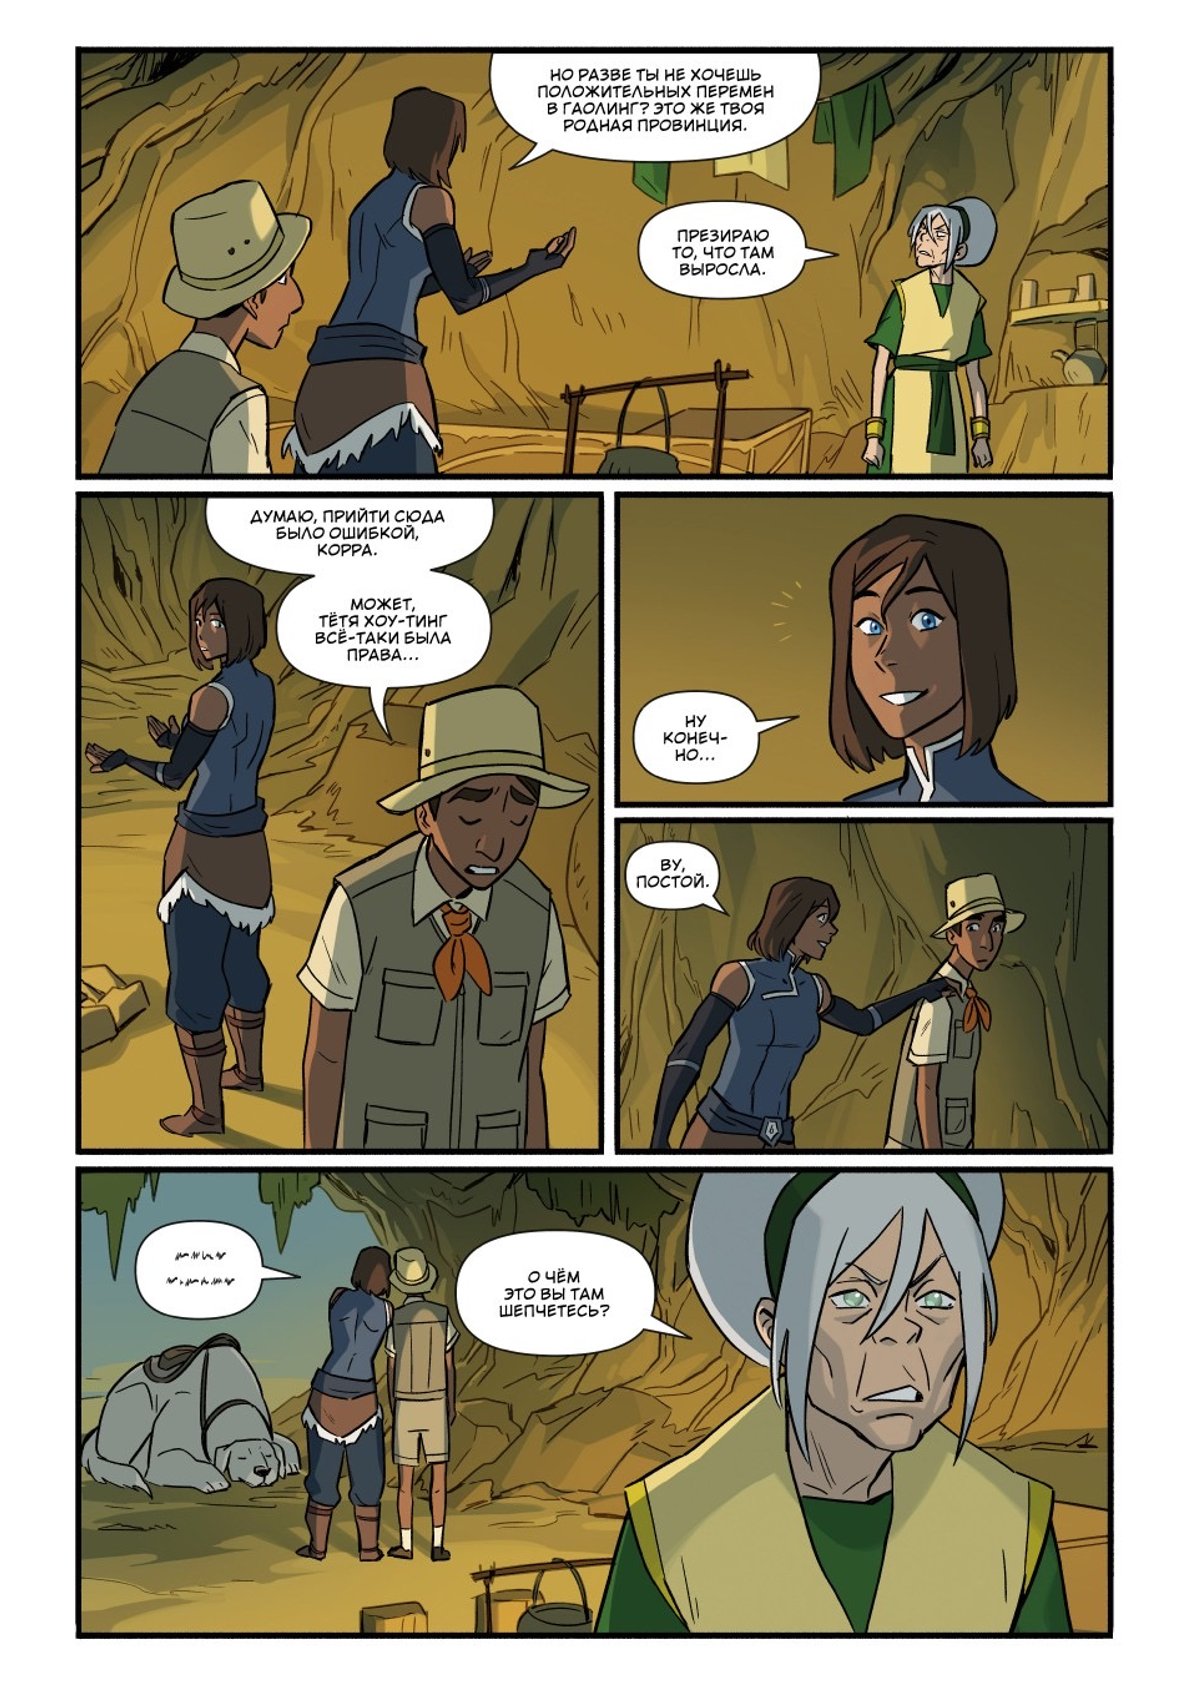 НО РАЗВЕ ТЫ НЕ ХОЧЕШЬ
ПОЛОЖИТЕЛЬНЫХ ПЕРЕМЕН
В ГАОЛИНГ? ЭТО ЖЕ ТВОЯ
РОДНАЯ ПРОВИНЦИЯ.
ПРЕЗИРАЮ
ТО, ЧТО ТАМ
ВЫРОСЛА.
ДУМАЮ, ПРИЙТИ СЮДА
БЫЛО ОШИБКОЙ,
КОРРА.
МОЖЕТ,
ТЁТЯ ХОУ-ТИНГ
ВСЁ-ТАКИ БЫЛА
ПРАВА...
НУ
КОНЕЧ-
НО...
ВУ,
ПОСТОЙ.
О ЧЁМ
ЭТО ВЫ ТАМ
ШЕПЧЕТЕСЬ?